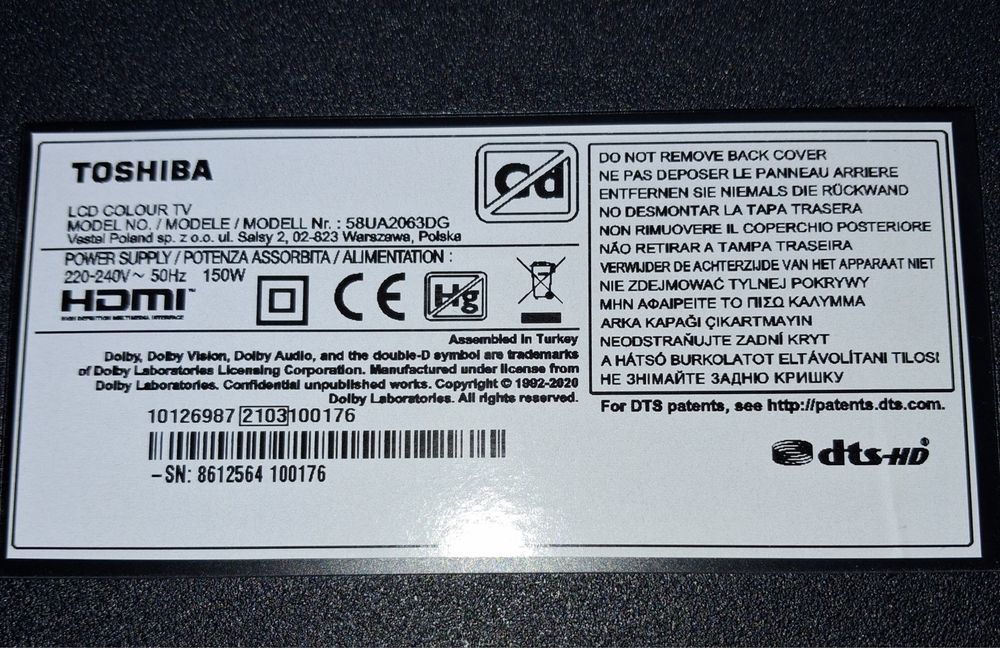 TOSHIBA
Cd
LCD COLOUR TV
MODEL NO. / MODELE / MODELL Nr. : 58UA2063DG
Vestel Poland sp. z o.o. ul. Salsy 2, 02-823 Warszawa, Polska
POWER SUPPLY / POTENZA ASSORBITA / ALIMENTATION :
220-240V ~ 50Hz 150W
HDMI™
HIGH DEFINITION MULTIMEDIA INTERFACE
CE
Hg
Assembled in Turkey
Dolby, Dolby Vision, Dolby Audio, and the double-D symbol are trademarks
of Dolby Laboratories Licensing Corporation. Manufactured under license from
Dolby Laboratories. Confidential unpublished works. Copyright © 1992-2020
Dolby Laboratories. All rights reserved.
10126987 2103 100176
-SN: 8612564 100176
DO NOT REMOVE BACK COVER
NE PAS DEPOSER LE PANNEAU ARRIERE
ENTFERNEN SIE NIEMALS DIE RÜCKWAND
NO DESMONTAR LA TAPA TRASERA
NON RIMUOVERE IL COPERCHIO POSTERIORE
NÃO RETIRAR A TAMPA TRASEIRA
VERWIJDER DE ACHTERZIJDE VAN HET APPARAAT NIET
NIE ZDEJMOWAĆ TYLNEJ POKRYWY
ΜΗΝ ΑΦΑΙΡΕΙΤΕ ΤΟ ΠΙΣΩ ΚΑΛΥΜΜΑ
ARKA KAPAĞI ÇIKARTMAYIN
NEODSTRAŇUJTE ZADNÍ KRYT
A HÁTSÓ BURKOLATOT ELTÁVOLÍTANI TILOS!
НЕ ЗНІМАЙТЕ ЗАДНЮ КРИШКУ
For DTS patents, see http://patents.dts.com.
dts-HD